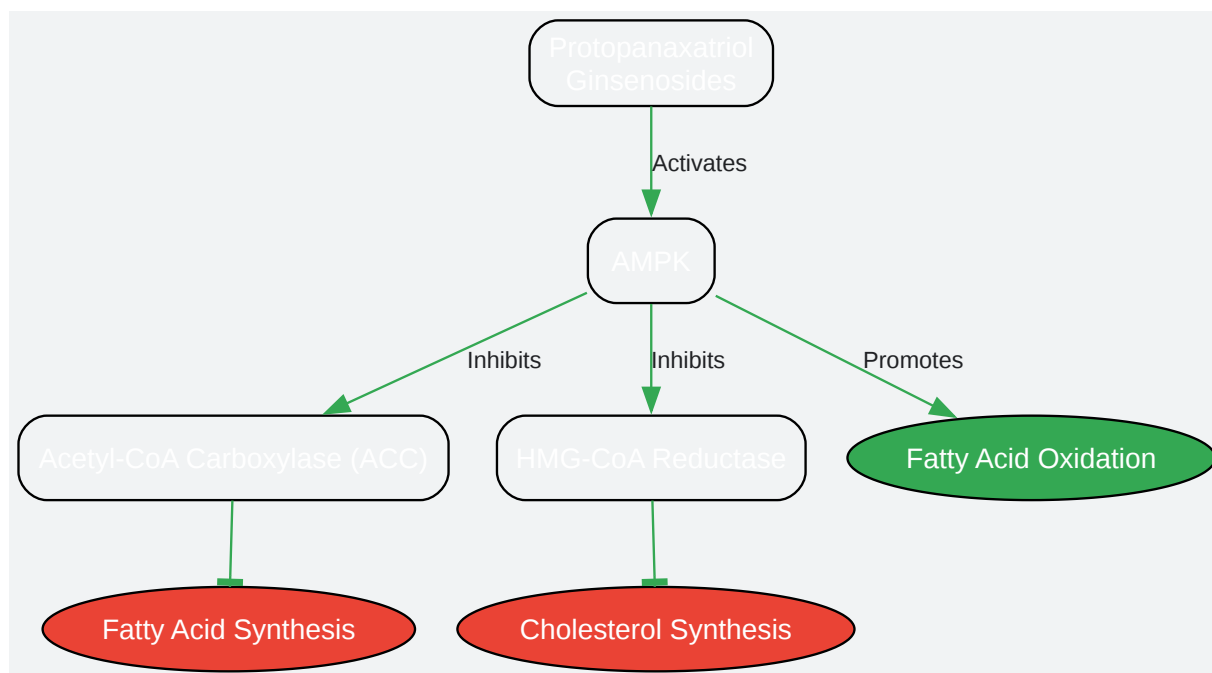 Protopanaxatriol
Ginsenosides
Activates
AMPK
Inhibits
Inhibits
Promotes
Acetyl-CoA Carboxylase (ACC)
HMG-CoA Reductase
Fatty Acid Oxidation
Fatty Acid Synthesis
Cholesterol Synthesis